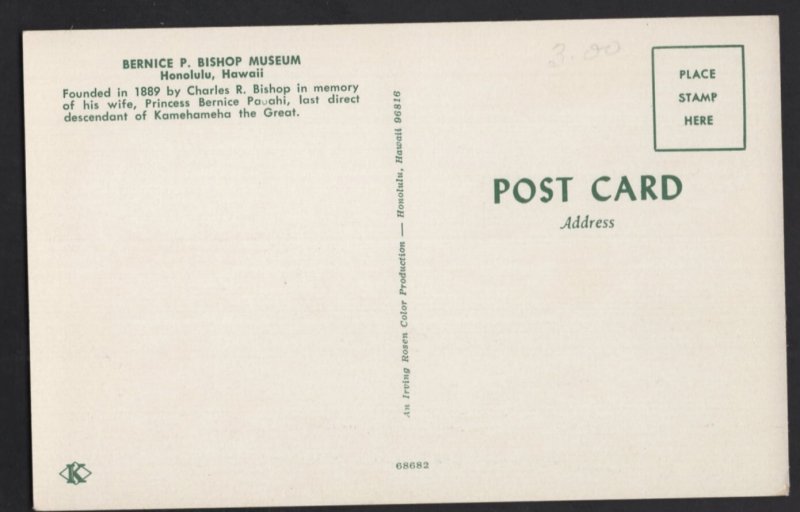 BERNICE P. BISHOP MUSEUM
Honolulu, Hawaii
Founded in 1889 by Charles R. Bishop in memory
of his wife, Princess Bernice Pauahi, last direct
descendant of Kamehameha the Great.
An Irving Rosen Color Production — Honolulu, Hawaii 96816
68682
K
3.00
PLACE
STAMP
HERE
POST CARD
Address